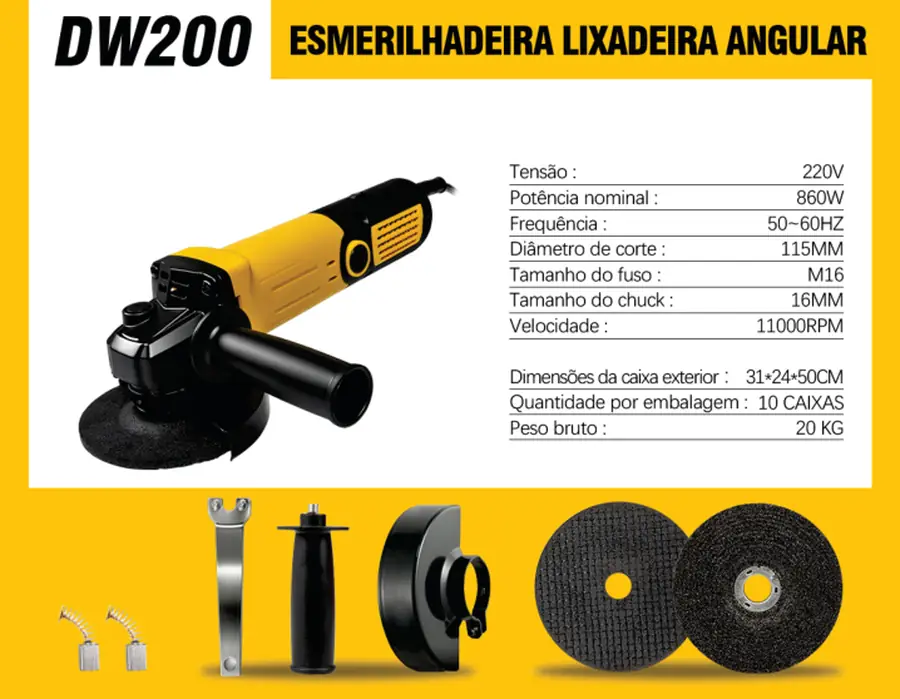 DW200
ESMERILHADEIRA LIXADEIRA ANGULAR
Tensão : 220V
Potência nominal : 860W
Frequência : 50~60HZ
Diâmetro de corte : 115MM
Tamanho do fuso : M16
Tamanho do chuck : 16MM
Velocidade : 11000RPM
Dimensões da caixa exterior : 31*24*50CM
Quantidade por embalagem : 10 CAIXAS
Peso bruto : 20 KG